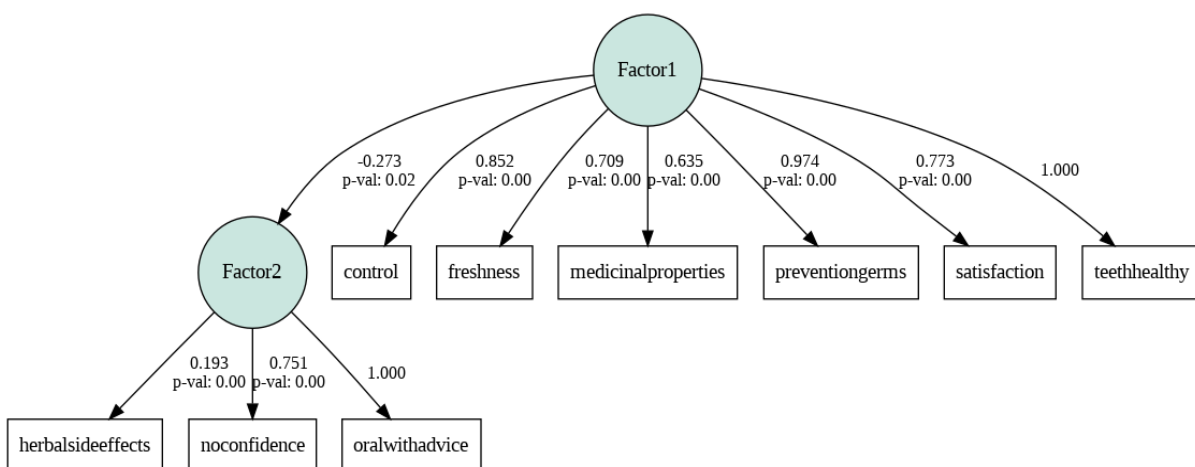 Factor1
-0.273
p-val: 0.02
0.852
p-val: 0.00
0.709
p-val: 0.00
0.635
p-val: 0.00
0.974
p-val: 0.00
0.773
p-val: 0.00
1.000
Factor2
control
freshness
medicinalproperties
preventiongerms
satisfaction
teethhealthy
0.193
p-val: 0.00
0.751
p-val: 0.00
1.000
herbalsideeffects
noconfidence
oralwithadvice